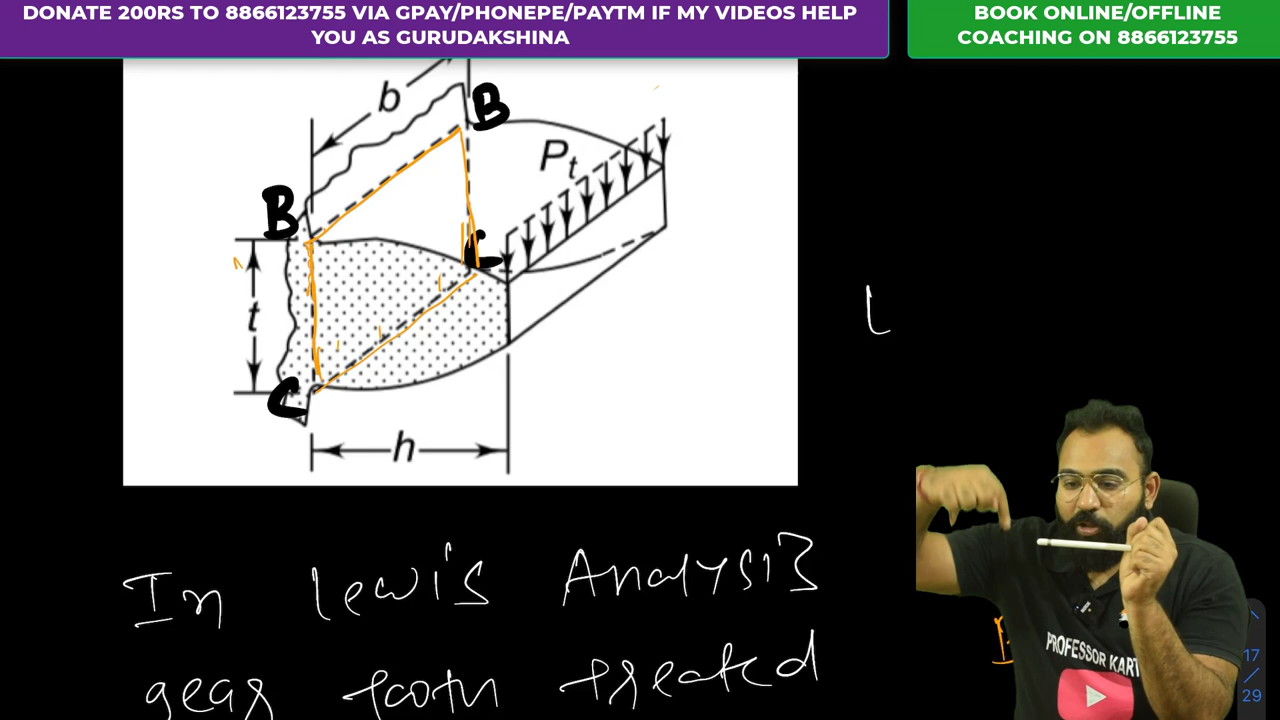 DONATE 200RS TO 8866123755 VIA GPAY/PHONEPE/PAYTM IF MY VIDEOS HELP
YOU AS GURUDAKSHINA
BOOK ONLINE/OFFLINE
COACHING ON 8866123755
b
B
Pt
B
C
t
C
h
In Lewis Analysis
gear tooth treated
PROFESSOR KART
17
/
29